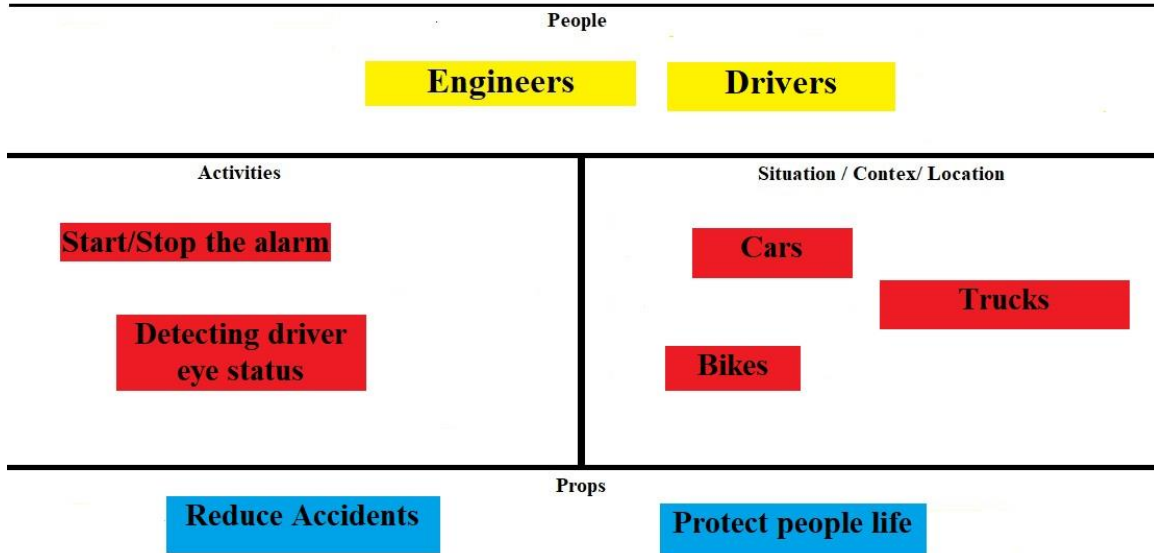 People
Engineers
Drivers
Activities
Situation / Contex/ Location
Start/Stop the alarm
Cars
Trucks
Detecting driver
eye status
Bikes
Props
Reduce Accidents
Protect people life